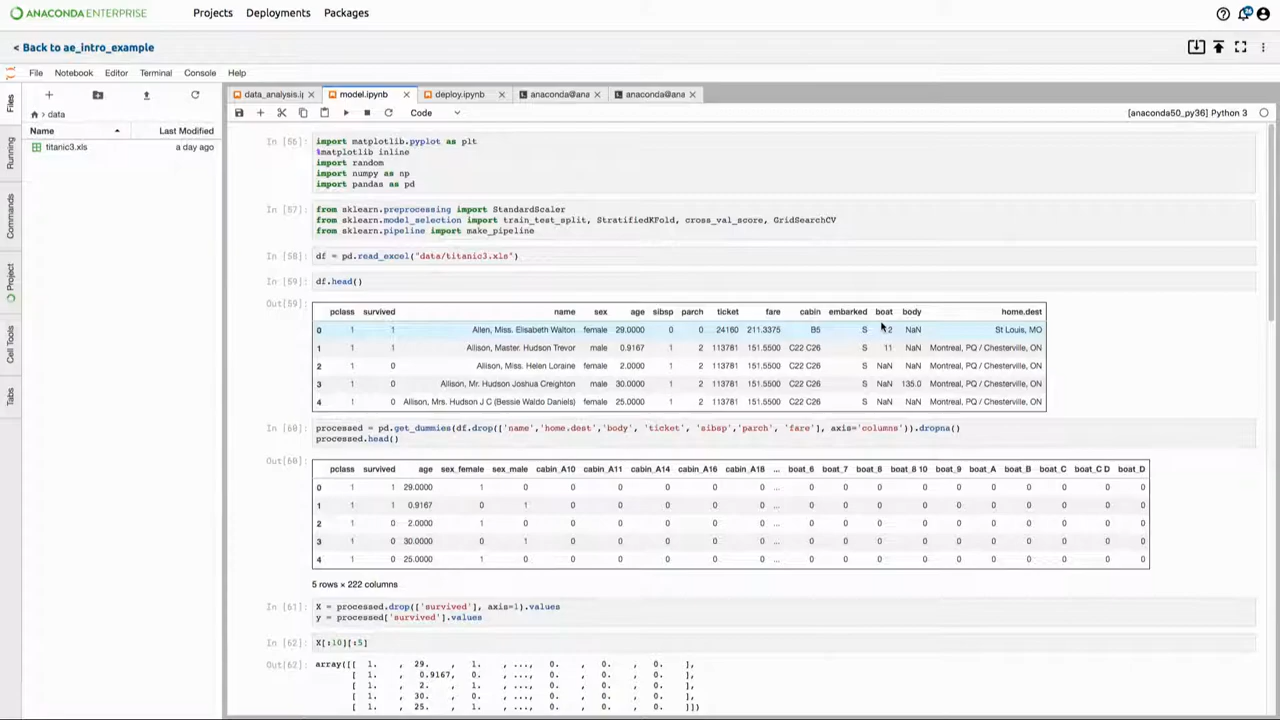 ANACONDA ENTERPRISE Projects Deployments Packages
< Back to ae_intro_example
File Notebook Editor Terminal Console Help
data_analysis.i model.ipynb deploy.ipynb anaconda@ana anaconda@ana
Code [anaconda50_py36] Python 3
Files
Running
Commands
Project
Cell Tools
Tabs
data
Name Last Modified
titanic3.xls a day ago
In [56]: import matplotlib.pyplot as plt
%matplotlib inline
import random
import numpy as np
import pandas as pd
In [57]: from sklearn.preprocessing import StandardScaler
from sklearn.model_selection import train_test_split, StratifiedKFold, cross_val_score, GridSearchCV
from sklearn.pipeline import make_pipeline
In [58]: df = pd.read_excel("data/titanic3.xls")
In [59]: df.head()
Out[59]:
pclass survived name sex age sibsp parch ticket fare cabin embarked boat body home.dest
0 1 1 Allen, Miss. Elisabeth Walton female 29.0000 0 0 24160 211.3375 B5 S 2 NaN St Louis, MO
1 1 1 Allison, Master. Hudson Trevor male 0.9167 1 2 113781 151.5500 C22 C26 S 11 NaN Montreal, PQ / Chesterville, ON
2 1 0 Allison, Miss. Helen Loraine female 2.0000 1 2 113781 151.5500 C22 C26 S NaN NaN Montreal, PQ / Chesterville, ON
3 1 0 Allison, Mr. Hudson Joshua Creighton male 30.0000 1 2 113781 151.5500 C22 C26 S NaN 135.0 Montreal, PQ / Chesterville, ON
4 1 0 Allison, Mrs. Hudson J C (Bessie Waldo Daniels) female 25.0000 1 2 113781 151.5500 C22 C26 S NaN NaN Montreal, PQ / Chesterville, ON
In [60]: processed = pd.get_dummies(df.drop(['name','home.dest','body', 'ticket', 'sibsp','parch', 'fare'], axis='columns')).dropna()
processed.head()
Out[60]:
pclass survived age sex_female sex_male cabin_A10 cabin_A11 cabin_A14 cabin_A16 cabin_A18 ... boat_6 boat_7 boat_8 boat_8 10 boat_9 boat_A boat_B boat_C boat_C D boat_D
0 1 1 29.0000 1 0 0 0 0 0 0 ... 0 0 0 0 0 0 0 0 0 0
1 1 1 0.9167 0 1 0 0 0 0 0 ... 0 0 0 0 0 0 0 0 0 0
2 1 0 2.0000 1 0 0 0 0 0 0 ... 0 0 0 0 0 0 0 0 0 0
3 1 0 30.0000 0 1 0 0 0 0 0 ... 0 0 0 0 0 0 0 0 0 0
4 1 0 25.0000 1 0 0 0 0 0 0 ... 0 0 0 0 0 0 0 0 0 0
5 rows × 222 columns
In [61]: X = processed.drop(['survived'], axis=1).values
y = processed['survived'].values
In [62]: X[:10][:5]
Out[62]: array([[ 1. , 29. , 1. , ..., 0. , 0. , 0. ],
[ 1. , 0.9167, 0. , ..., 0. , 0. , 0. ],
[ 1. , 2. , 1. , ..., 0. , 0. , 0. ],
[ 1. , 30. , 0. , ..., 0. , 0. , 0. ],
[ 1. , 25. , 1. , ..., 0. , 0. , 0. ]])